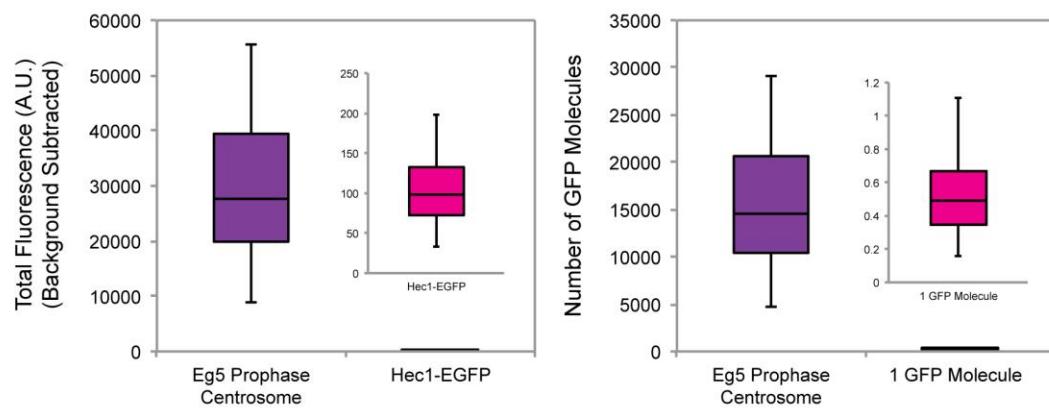 Total Fluorescence (A.U.)
(Background Subtracted)
60000
50000
40000
30000
20000
10000
0
250
200
150
100
50
0
Hec1-EGFP
Eg5 Prophase
Centrosome
Hec1-EGFP
Number of GFP Molecules
35000
30000
25000
20000
15000
10000
5000
0
1.2
1
0.8
0.6
0.4
0.2
0
1 GFP Molecule
Eg5 Prophase
Centrosome
1 GFP Molecule